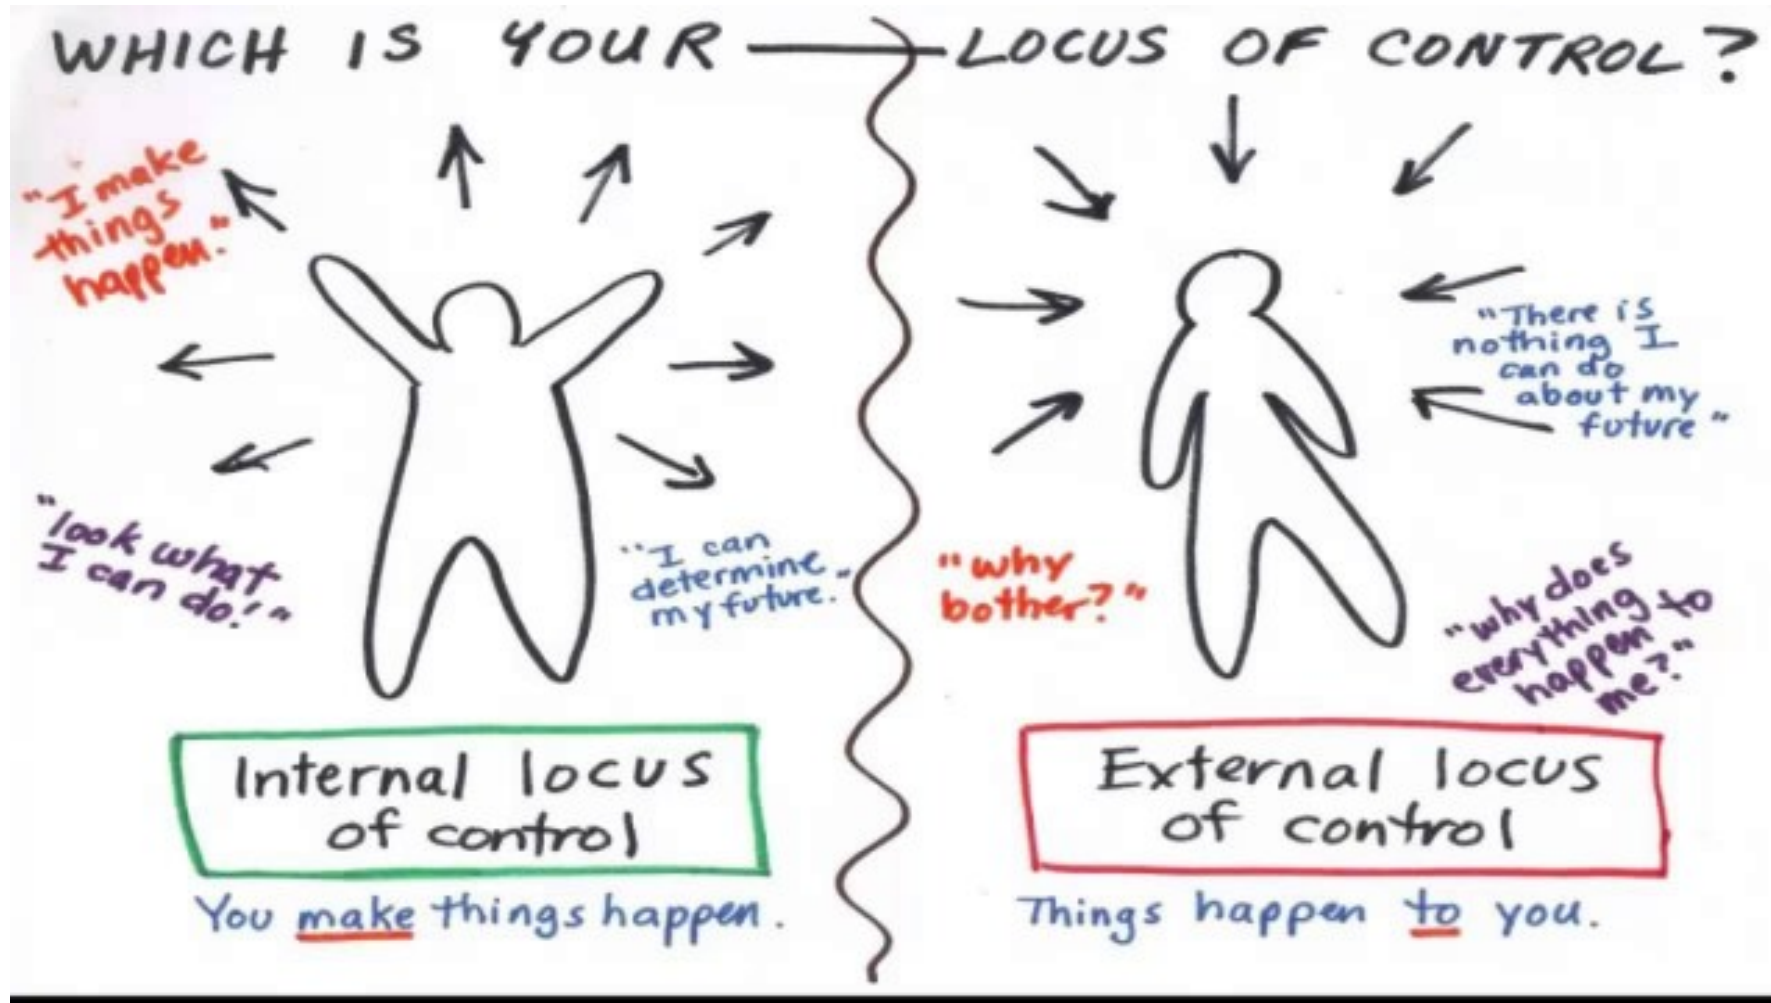 WHICH IS YOUR — LOCUS OF CONTROL?
"I make
things
happen."
"look what
I can do!"
"I can
determine
my future."
Internal locus
of control
You make things happen.
"There is
nothing I
can do
about my
future"
"why
bother?"
"why does
everything
happen to
me?"
External locus
of control
Things happen to you.